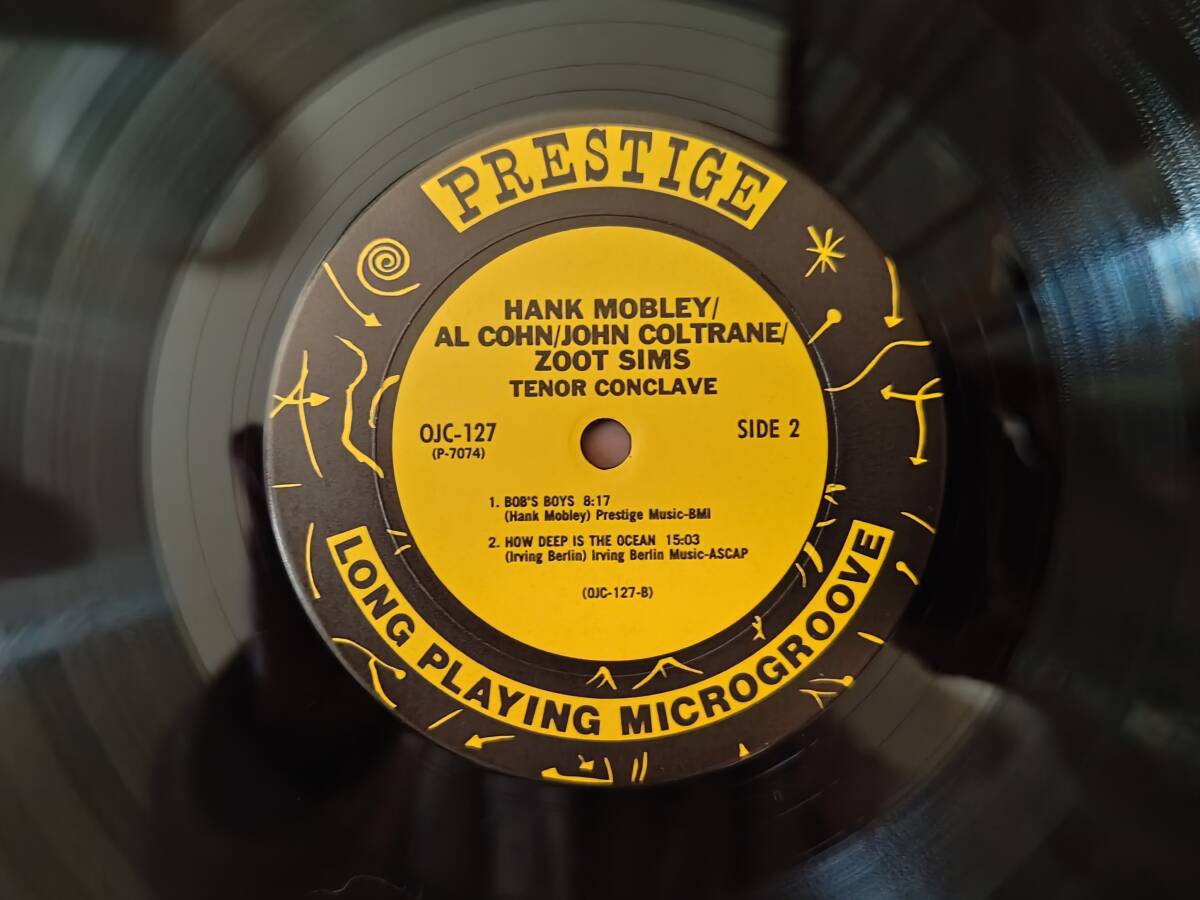 PRESTIGE
HANK MOBLEY/
AL COHN/JOHN COLTRANE/
ZOOT SIMS
TENOR CONCLAVE
OJC-127
(P-7074)
SIDE 2
1. BOB'S BOYS 8:17
(Hank Mobley) Prestige Music-BMI
2. HOW DEEP IS THE OCEAN 15:03
(Irving Berlin) Irving Berlin Music-ASCAP
(OJC-127-B)
LONG PLAYING MICROGROOVE